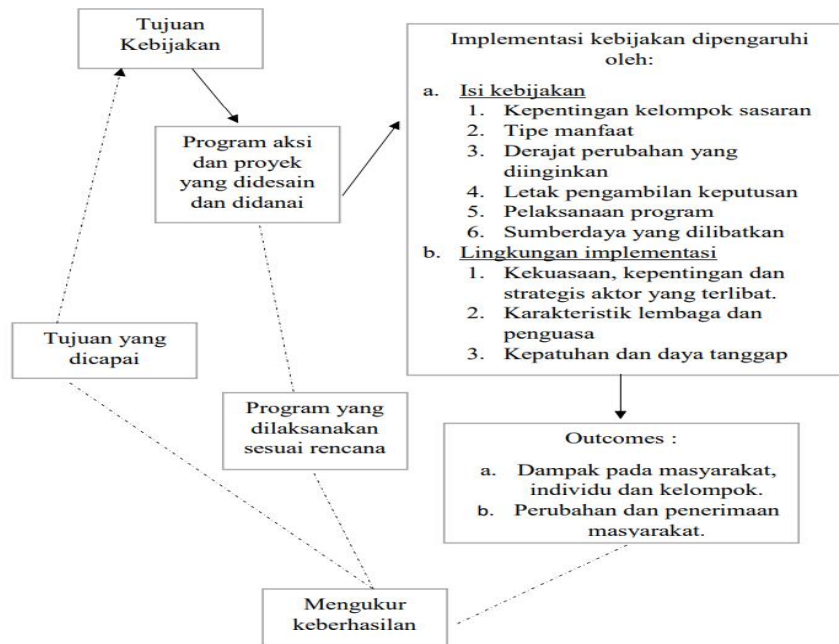 Tujuan
Kebijakan
Program aksi
dan proyek
yang didesain
dan didanai
Implementasi kebijakan dipengaruhi
oleh:
a. Isi kebijakan
1. Kepentingan kelompok sasaran
2. Tipe manfaat
3. Derajat perubahan yang
diinginkan
4. Letak pengambilan keputusan
5. Pelaksanaan program
6. Sumberdaya yang dilibatkan
b. Lingkungan implementasi
1. Kekuasaan, kepentingan dan
strategis aktor yang terlibat.
2. Karakteristik lembaga dan
penguasa
3. Kepatuhan dan daya tanggap
Tujuan yang
dicapai
Program yang
dilaksanakan
sesuai rencana
Outcomes :
a. Dampak pada masyarakat,
individu dan kelompok.
b. Perubahan dan penerimaan
masyarakat.
Mengukur
keberhasilan